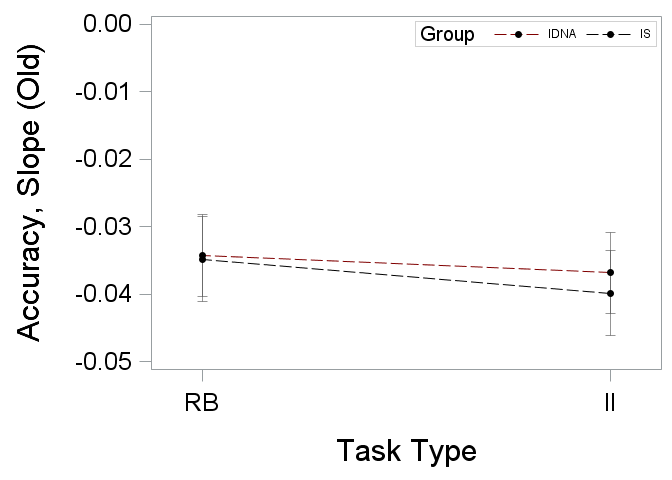 Accuracy, Slope (Old)
0.00
-0.01
-0.02
-0.03
-0.04
-0.05
Group IDNA IS
RB II
Task Type